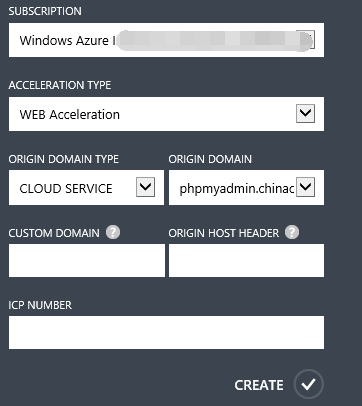 SUBSCRIPTION
Windows Azure
ACCELERATION TYPE
WEB Acceleration
ORIGIN DOMAIN TYPE ORIGIN DOMAIN
CLOUD SERVICE phpmyadmin.chinac
CUSTOM DOMAIN ? ORIGIN HOST HEADER ?
ICP NUMBER
CREATE